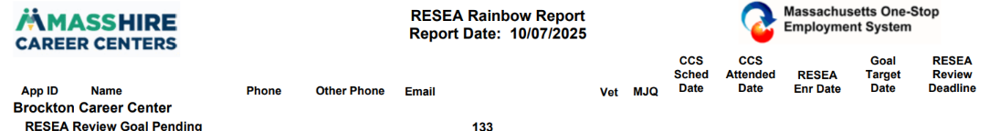 MASSHIRE
CAREER CENTERS
RESEA Rainbow Report
Report Date: 10/07/2025
Massachusetts One-Stop
Employment System
App ID Name Phone Other Phone Email Vet MJQ CCS Sched Date CCS Attended Date RESEA Enr Date Goal Target Date RESEA Review Deadline
Brockton Career Center
RESEA Review Goal Pending 133